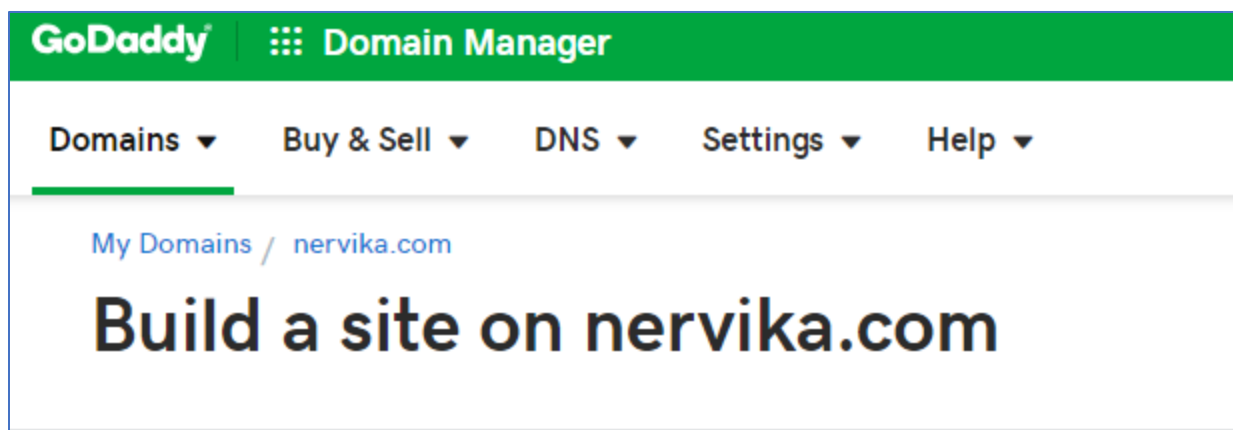 GoDaddy Domain Manager
Domains Buy & Sell DNS Settings Help
My Domains / nervika.com
Build a site on nervika.com